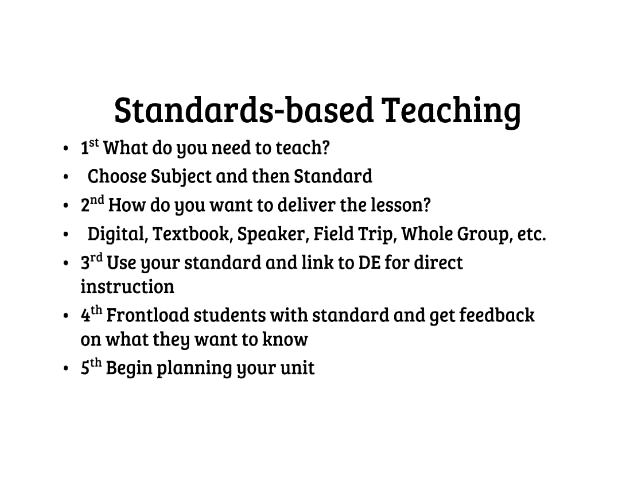 Standards-based Teaching
• 1st What do you need to teach?
• Choose Subject and then Standard
• 2nd How do you want to deliver the lesson?
• Digital, Textbook, Speaker, Field Trip, Whole Group, etc.
• 3rd Use your standard and link to DE for direct
instruction
• 4th Frontload students with standard and get feedback
on what they want to know
• 5th Begin planning your unit